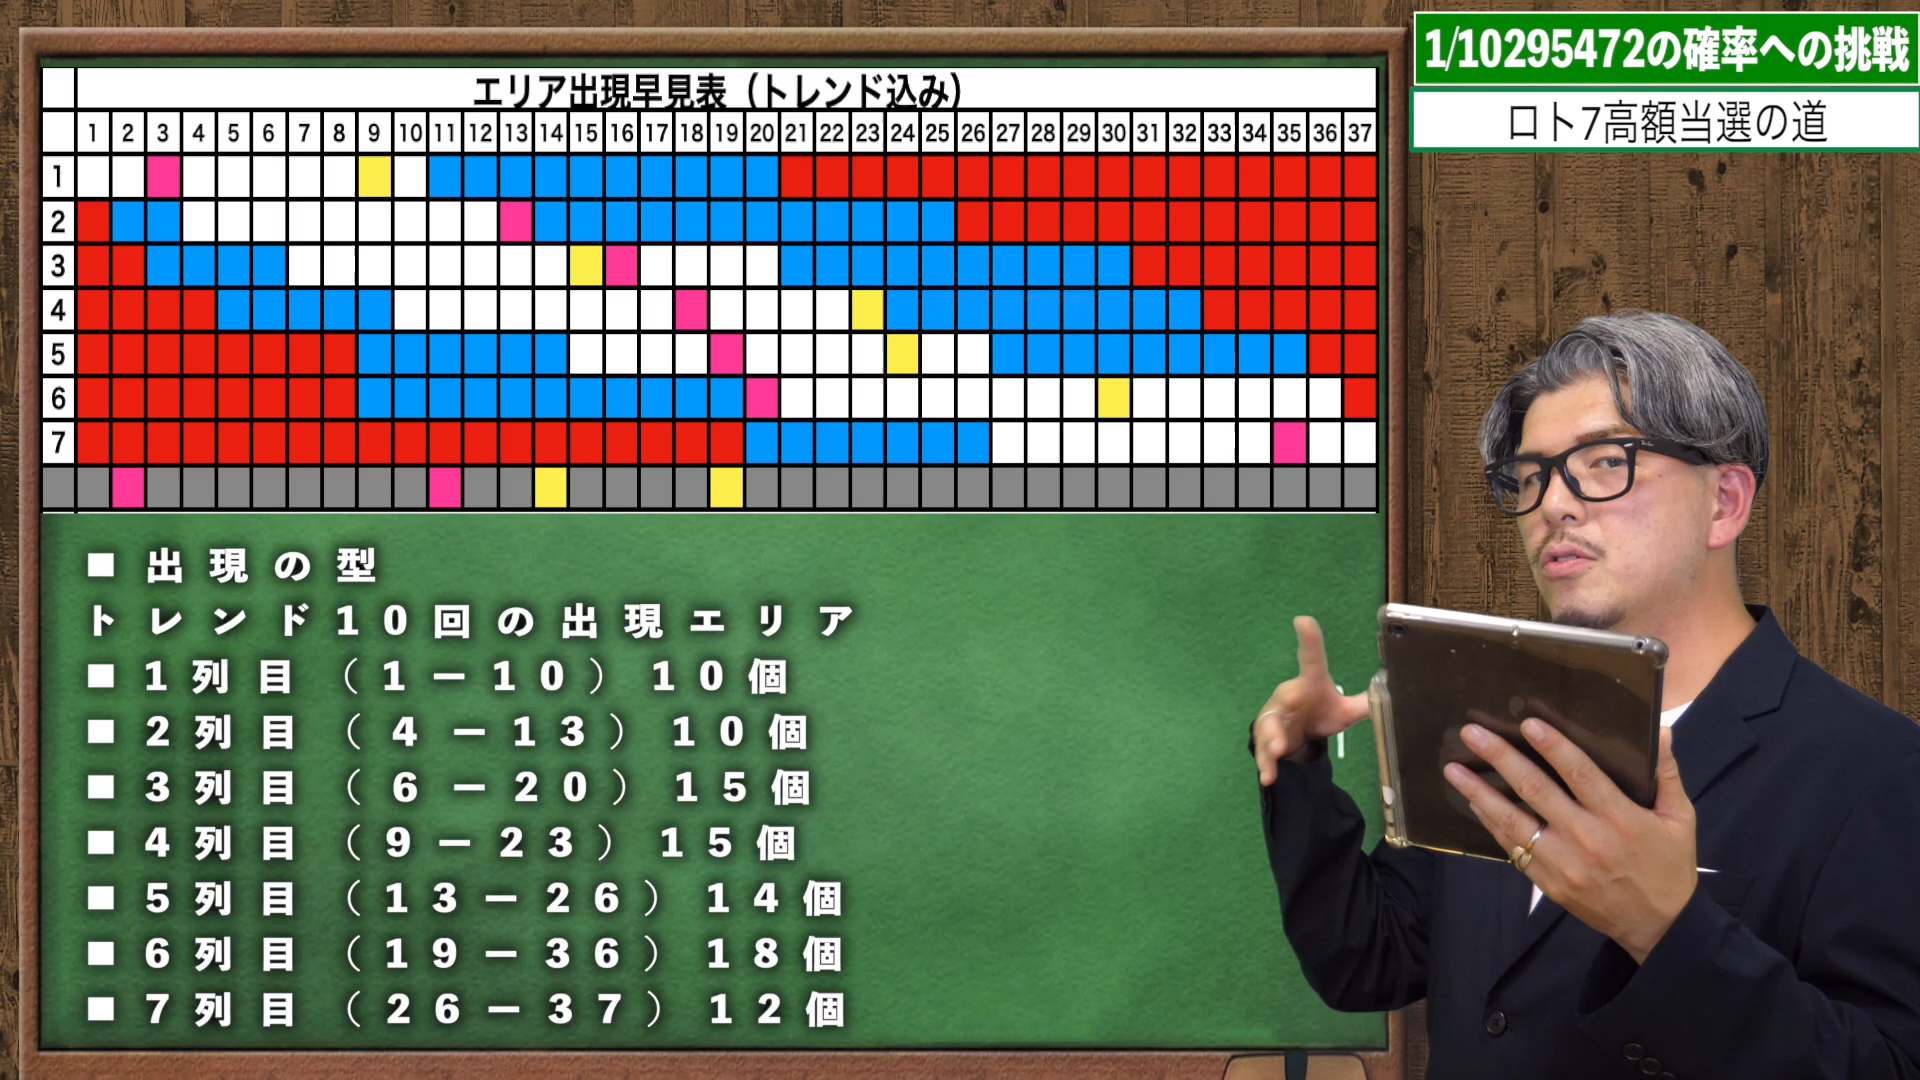 1/10295472の確率への挑戦
ロト7高額当選の道
エリア出現早見表（トレンド込み）
1 2 3 4 5 6 7 8 9 10 11 12 13 14 15 16 17 18 19 20 21 22 23 24 25 26 27 28 29 30 31 32 33 34 35 36 37
1
2
3
4
5
6
7
■出現の型
トレンド10回の出現エリア
■1列目（1ー10）10個
■2列目（4ー13）10個
■3列目（6ー20）15個
■4列目（9ー23）15個
■5列目（13ー26）14個
■6列目（19ー36）18個
■7列目（26ー37）12個